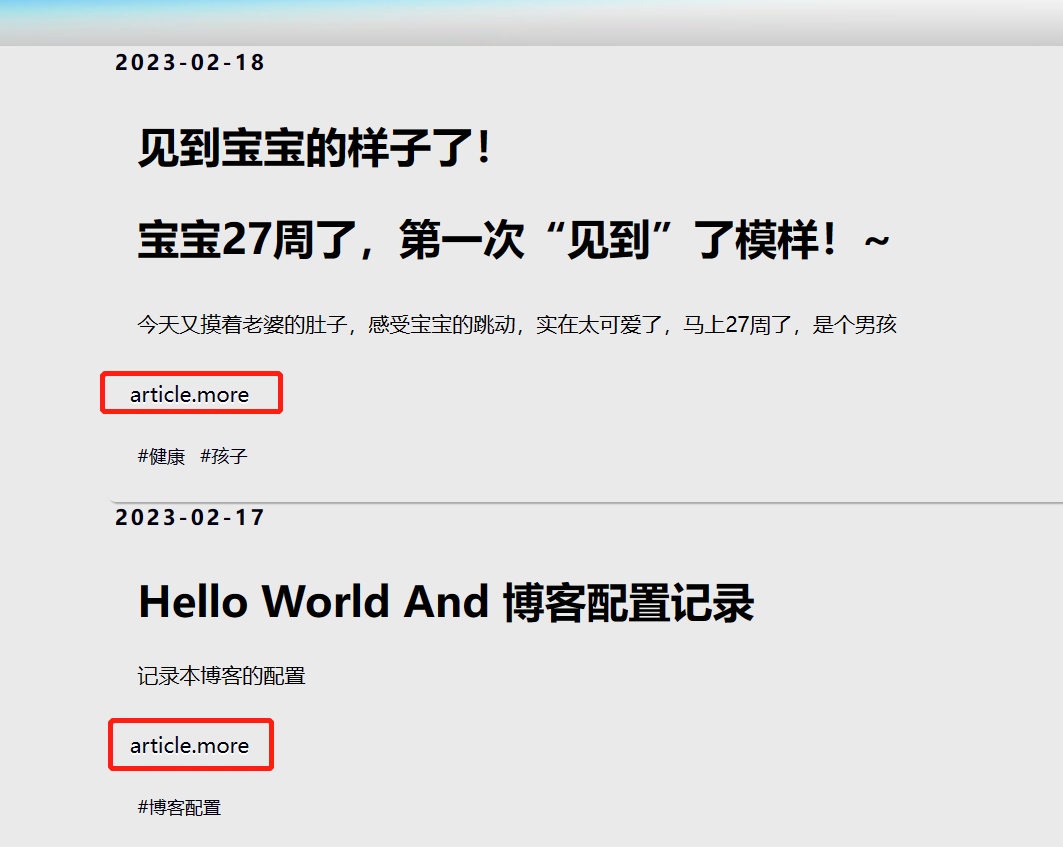 2023-02-18
见到宝宝的样子了！
宝宝27周了，第一次“见到”了模样！~
今天又摸着老婆的肚子，感受宝宝的跳动，实在太可爱了，马上27周了，是个男孩
article.more
#健康 #孩子
2023-02-17
Hello World And 博客配置记录
记录本博客的配置
article.more
#博客配置